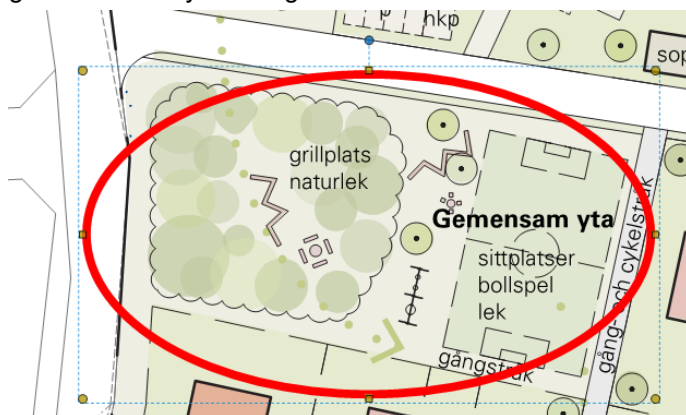 hkp
sop
grillplats
naturlek
Gemensam yta
sittplatser
bollspel
lek
gångstråk
gång- och cykelstråk